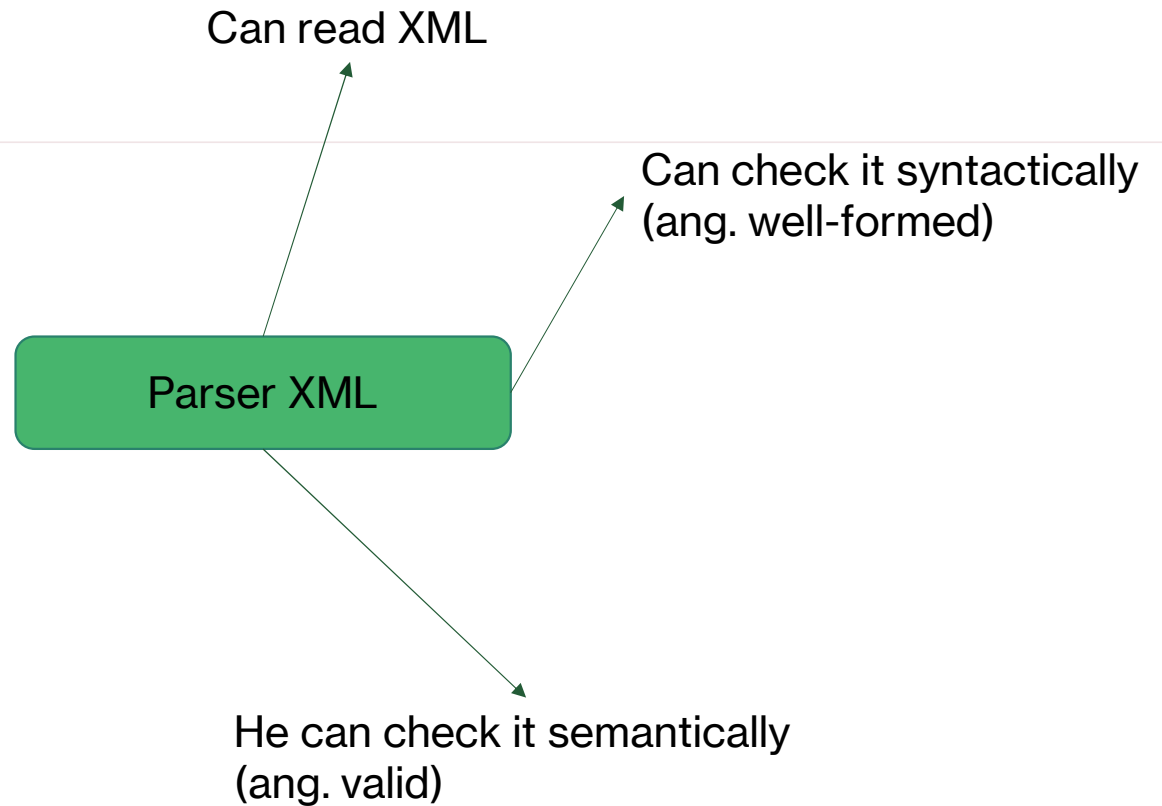 Can read XML
Can check it syntactically
(ang. well-formed)
Parser XML
He can check it semantically
(ang. valid)